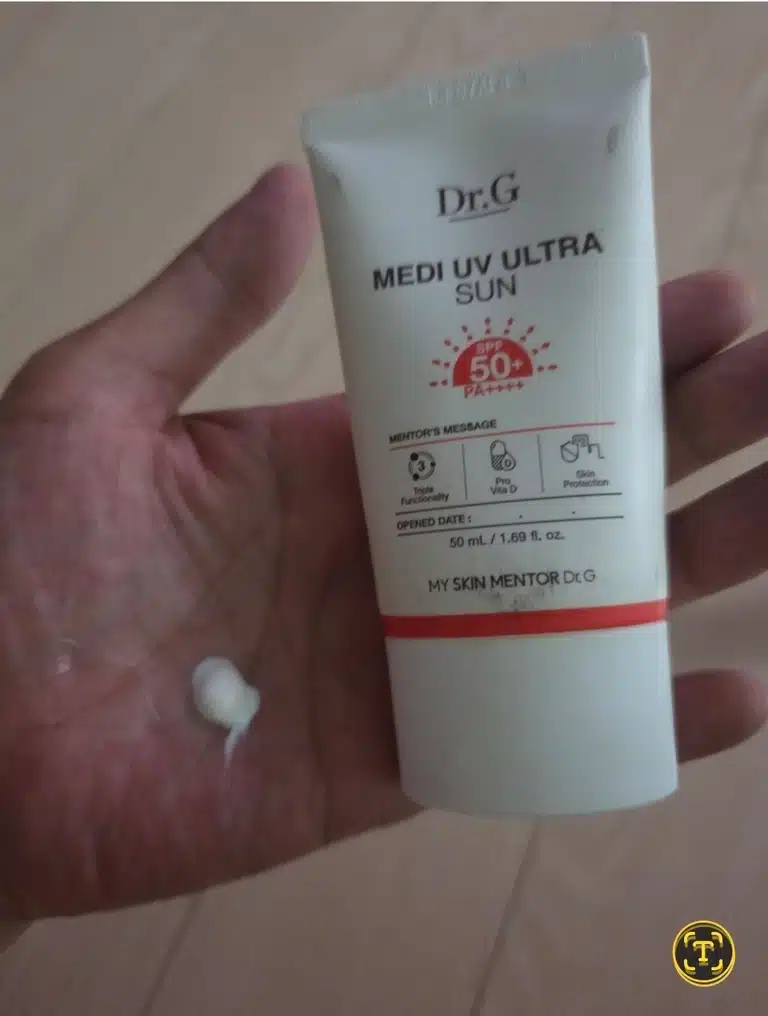 Dr.G
MEDI UV ULTRA
SUN
SPF
50+
PA++++
MENTOR'S MESSAGE
3
Triple
Functionality
Pro
Vita D
Skin
Protection
OPENED DATE : . .
50 mL / 1.69 fl. oz.
MY SKIN MENTOR Dr.G
T